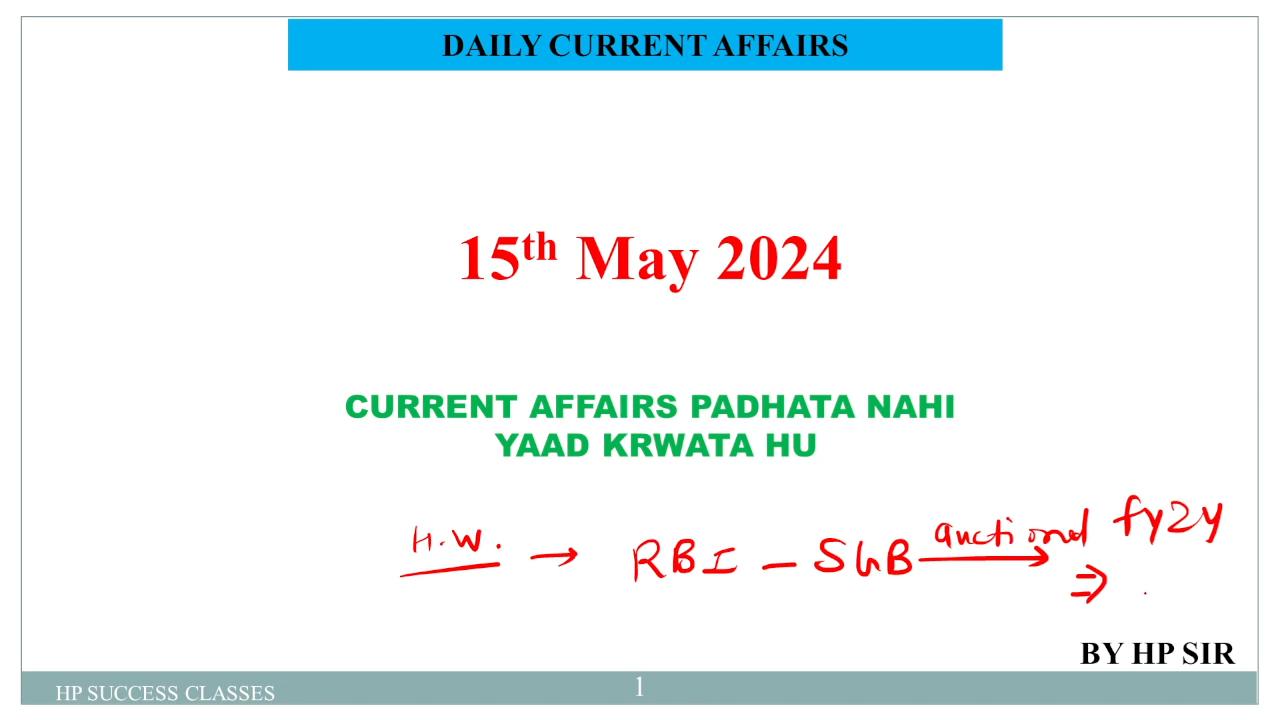 DAILY CURRENT AFFAIRS
15th May 2024
CURRENT AFFAIRS PADHATA NAHI
YAAD KRWATA HU
H.W. → RBI - SGB auctioned fy24
⇒
BY HP SIR
HP SUCCESS CLASSES
1